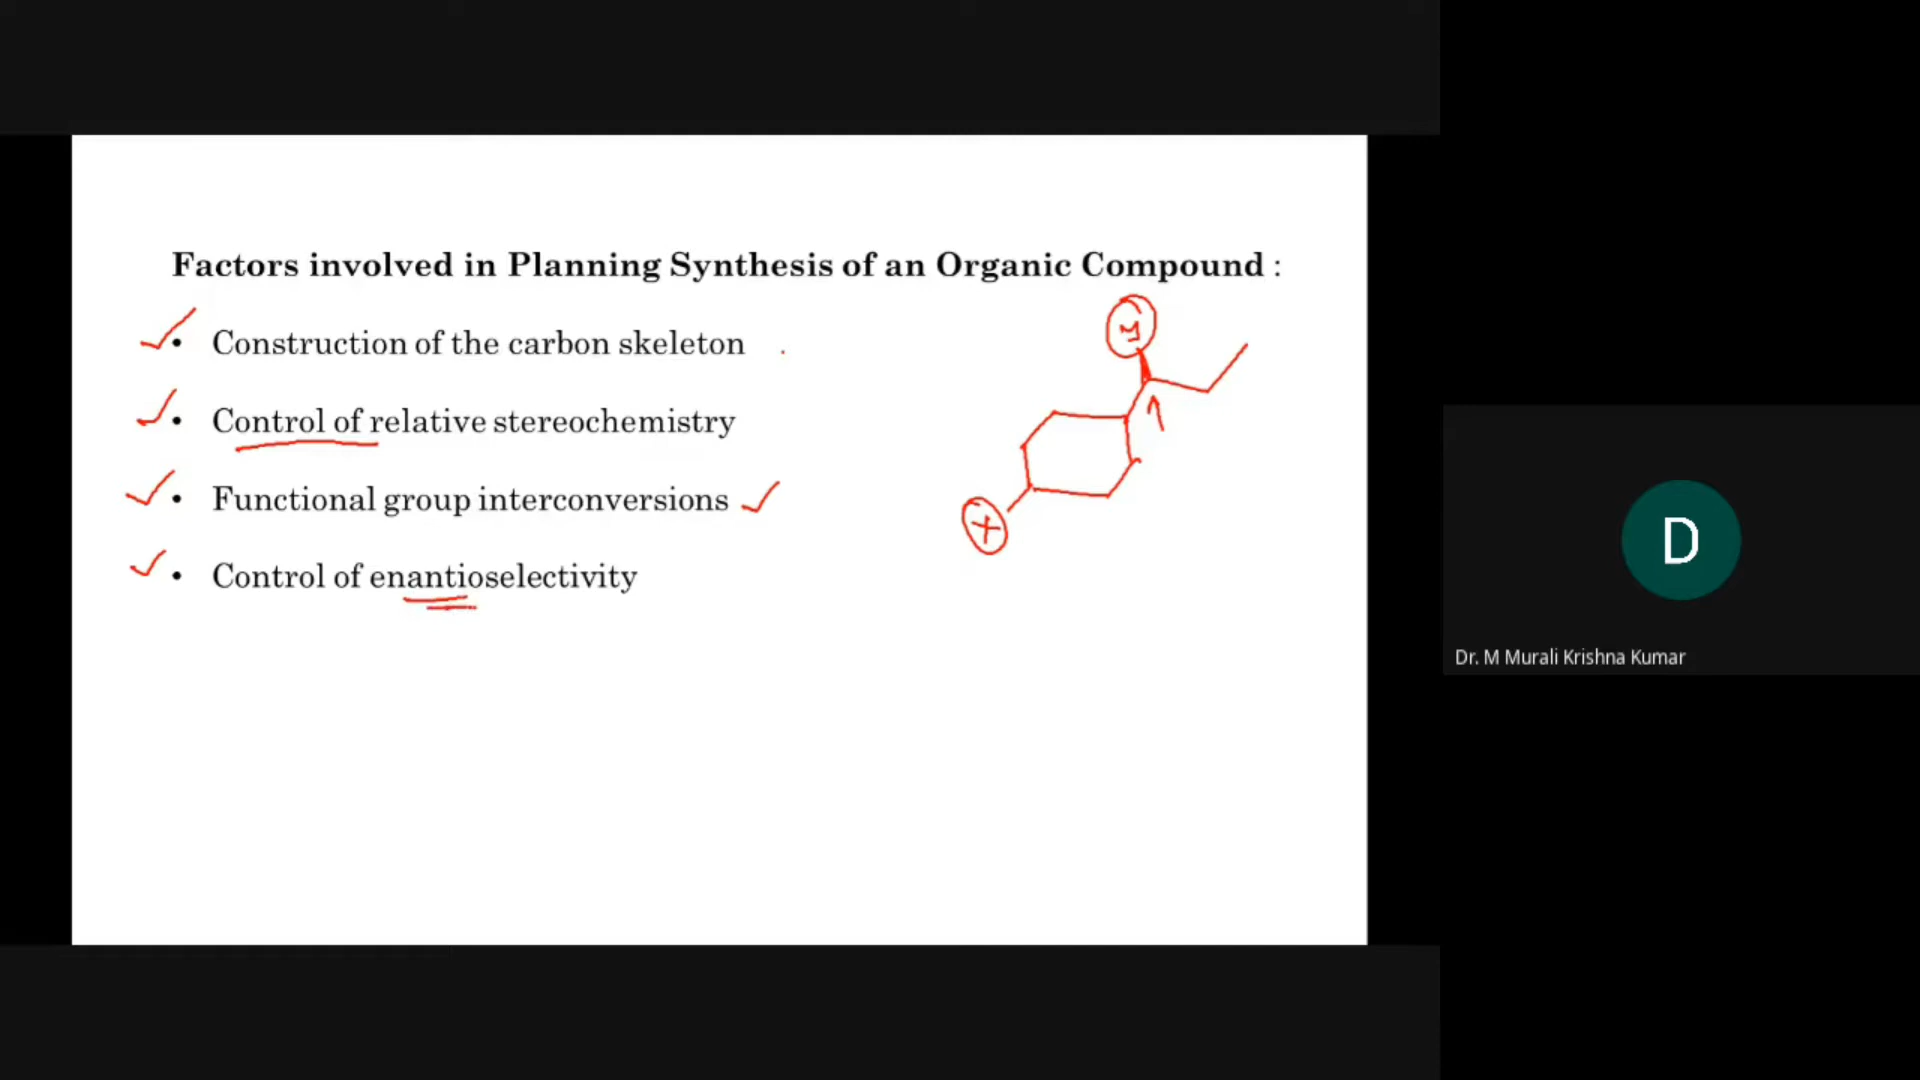 Factors involved in Planning Synthesis of an Organic Compound :
• Construction of the carbon skeleton
• Control of relative stereochemistry
• Functional group interconversions
• Control of enantioselectivity
y
X
D
Dr. M Murali Krishna Kumar